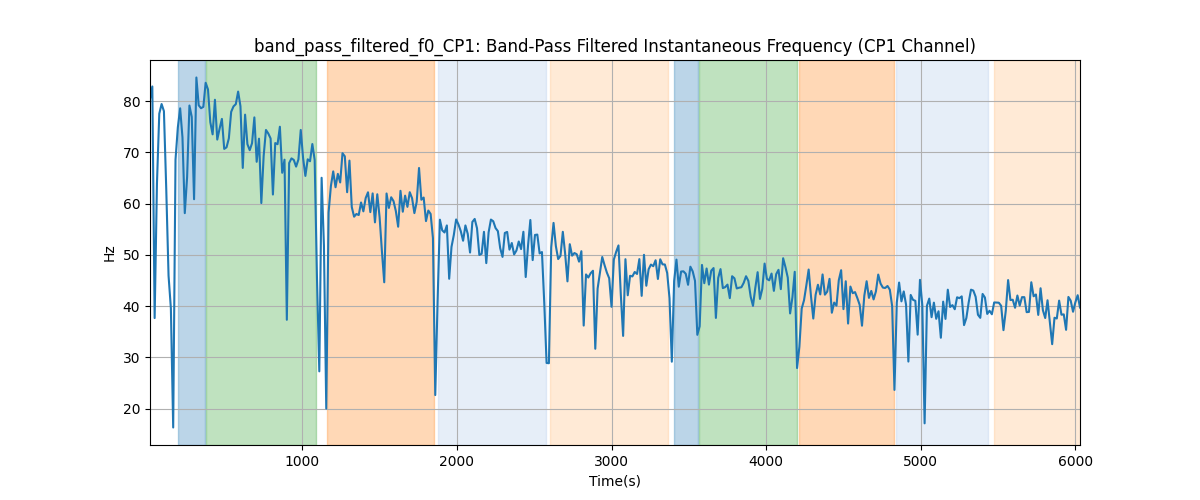 band_pass_filtered_f0_CP1: Band-Pass Filtered Instantaneous Frequency (CP1 Channel)
80
70
60
50
40
30
20
Hz
1000 2000 3000 4000 5000 6000
Time(s)